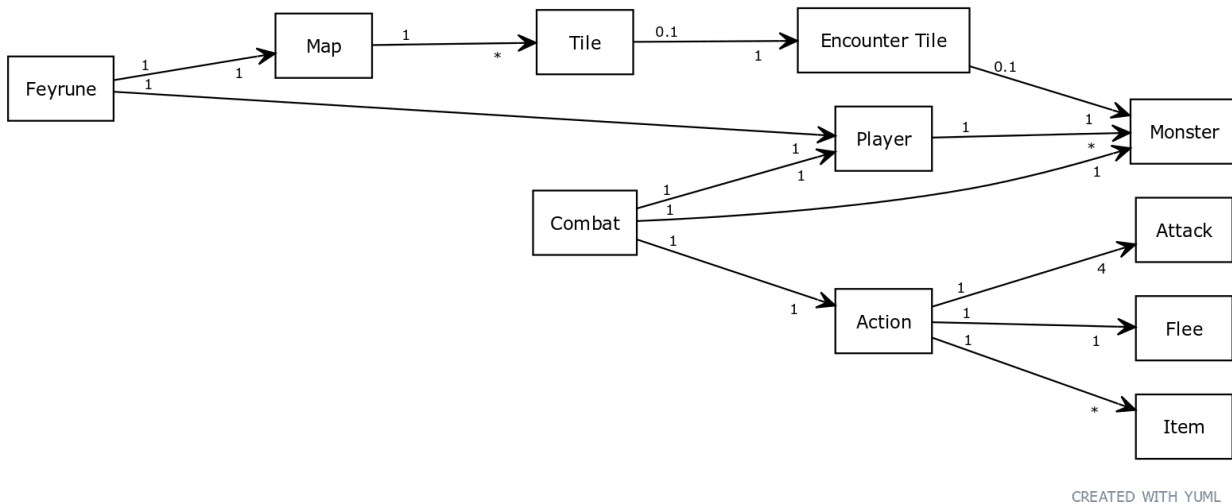 Feyrune
1
1
1
Map
1
*
Tile
0.1
1
Encounter Tile
0.1
1
Player
1
*
Monster
1
1
Combat
1
1
1
1
1
Action
1
4
Attack
1
1
Flee
1
*
Item
CREATED WITH YUML